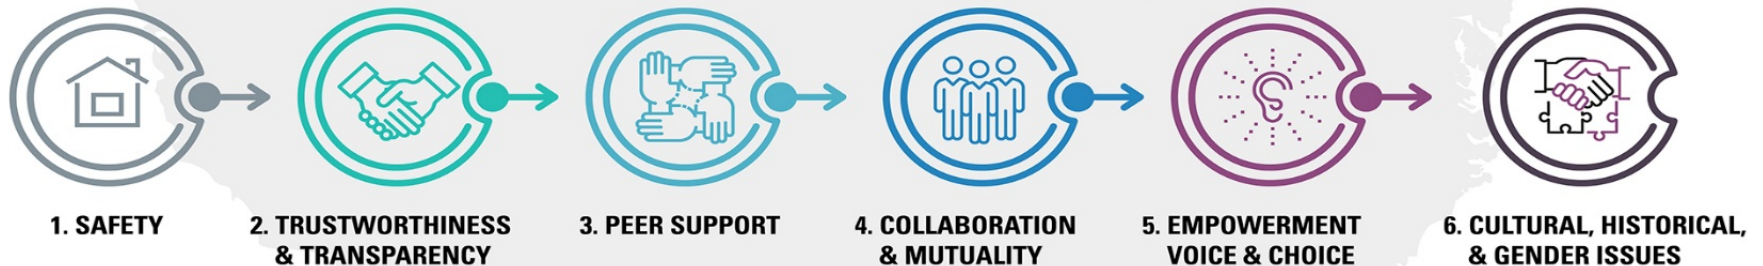 1. SAFETY
2. TRUSTWORTHINESS
& TRANSPARENCY
3. PEER SUPPORT
4. COLLABORATION
& MUTUALITY
5. EMPOWERMENT
VOICE & CHOICE
6. CULTURAL, HISTORICAL,
& GENDER ISSUES